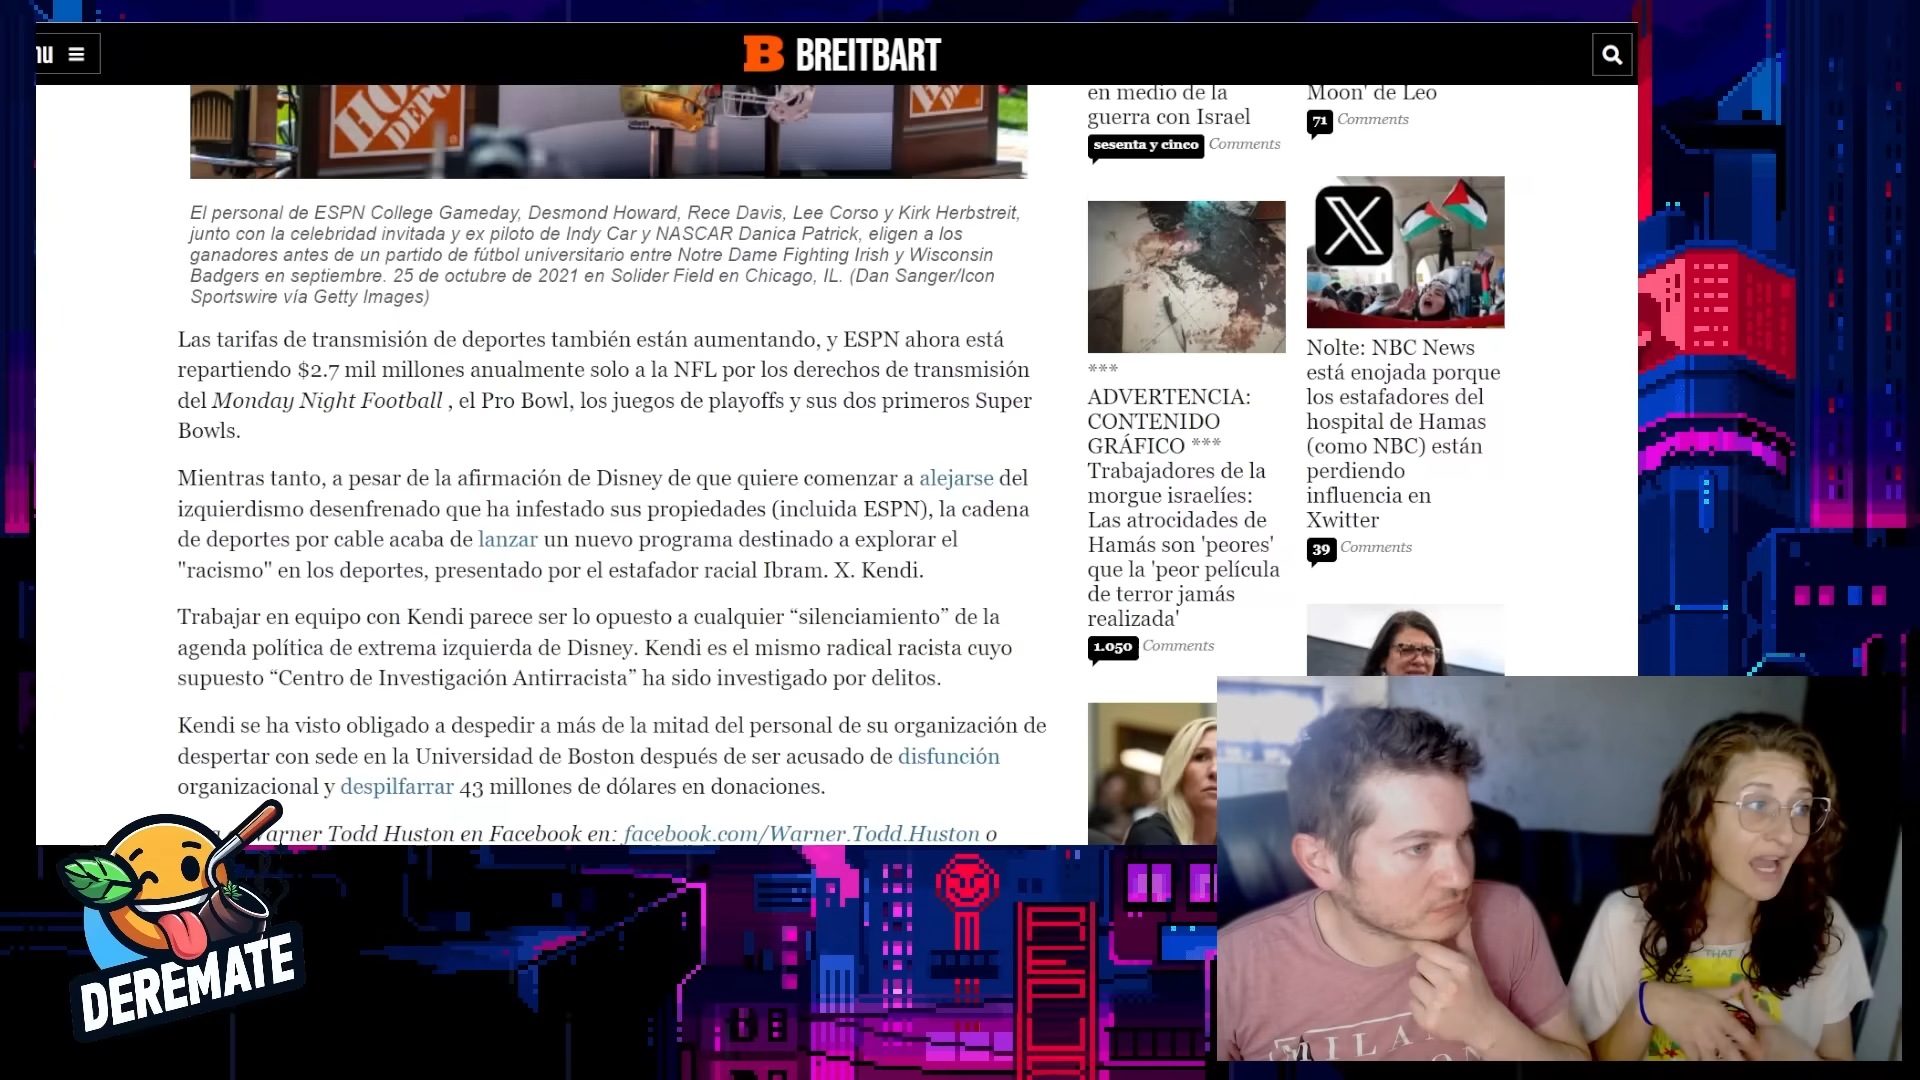 nu
BREITBART
HOME
DEPOT
El personal de ESPN College Gameday, Desmond Howard, Rece Davis, Lee Corso y Kirk Herbstreit,
junto con la celebridad invitada y ex piloto de Indy Car y NASCAR Danica Patrick, eligen a los
ganadores antes de un partido de fútbol universitario entre Notre Dame Fighting Irish y Wisconsin
Badgers en septiembre. 25 de octubre de 2021 en Solider Field en Chicago, IL. (Dan Sanger/Icon
Sportswire vía Getty Images)
Las tarifas de transmisión de deportes también están aumentando, y ESPN ahora está
repartiendo $2.7 mil millones anualmente solo a la NFL por los derechos de transmisión
del Monday Night Football , el Pro Bowl, los juegos de playoffs y sus dos primeros Super
Bowls.
Mientras tanto, a pesar de la afirmación de Disney de que quiere comenzar a alejarse del
izquierdismo desenfrenado que ha infestado sus propiedades (incluida ESPN), la cadena
de deportes por cable acaba de lanzar un nuevo programa destinado a explorar el
"racismo" en los deportes, presentado por el estafador racial Ibram. X. Kendi.
Trabajar en equipo con Kendi parece ser lo opuesto a cualquier “silenciamiento” de la
agenda política de extrema izquierda de Disney. Kendi es el mismo radical racista cuyo
supuesto “Centro de Investigación Antirracista” ha sido investigado por delitos.
Kendi se ha visto obligado a despedir a más de la mitad del personal de su organización de
despertar con sede en la Universidad de Boston después de ser acusado de disfunción
organizacional y despilfarrar 43 millones de dólares en donaciones.
Warner Todd Huston en Facebook en: facebook.com/Warner.Todd.Huston o
en medio de la
guerra con Israel
sesenta y cinco Comments
***
ADVERTENCIA:
CONTENIDO
GRÁFICO ***
Trabajadores de la
morgue israelíes:
Las atrocidades de
Hamás son 'peores'
que la 'peor película
de terror jamás
realizada'
1.050 Comments
Moon' de Leo
71 Comments
X
Nolte: NBC News
está enojada porque
los estafadores del
hospital de Hamas
(como NBC) están
perdiendo
influencia en
Xwitter
39 Comments
DEREMATE
THAT
MILA